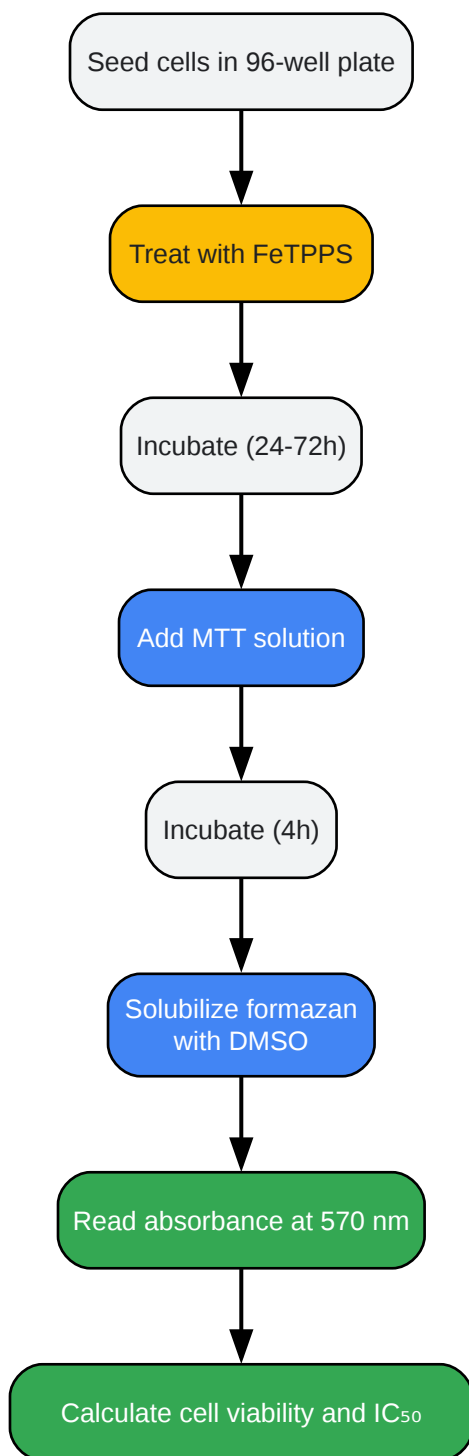 Seed cells in 96-well plate
Treat with FeTPPS
Incubate (24-72h)
Add MTT solution
Incubate (4h)
Solubilize formazan
with DMSO
Read absorbance at 570 nm
Calculate cell viability and IC₅₀